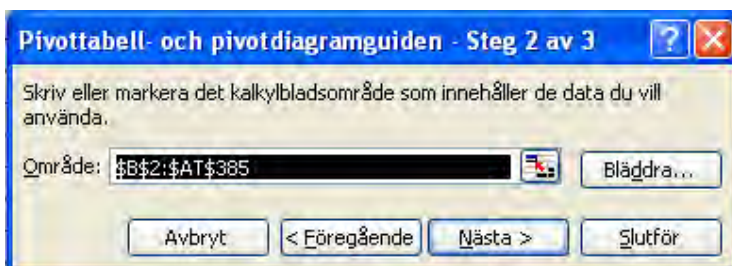 Pivottabell- och pivotdiagramguiden - Steg 2 av 3
Skriv eller markera det kalkylbladsområde som innehåller de data du vill
använda.
Område: $B$2:$AT$385 Bläddra...
Avbryt < Föregående Nästa > Slutför